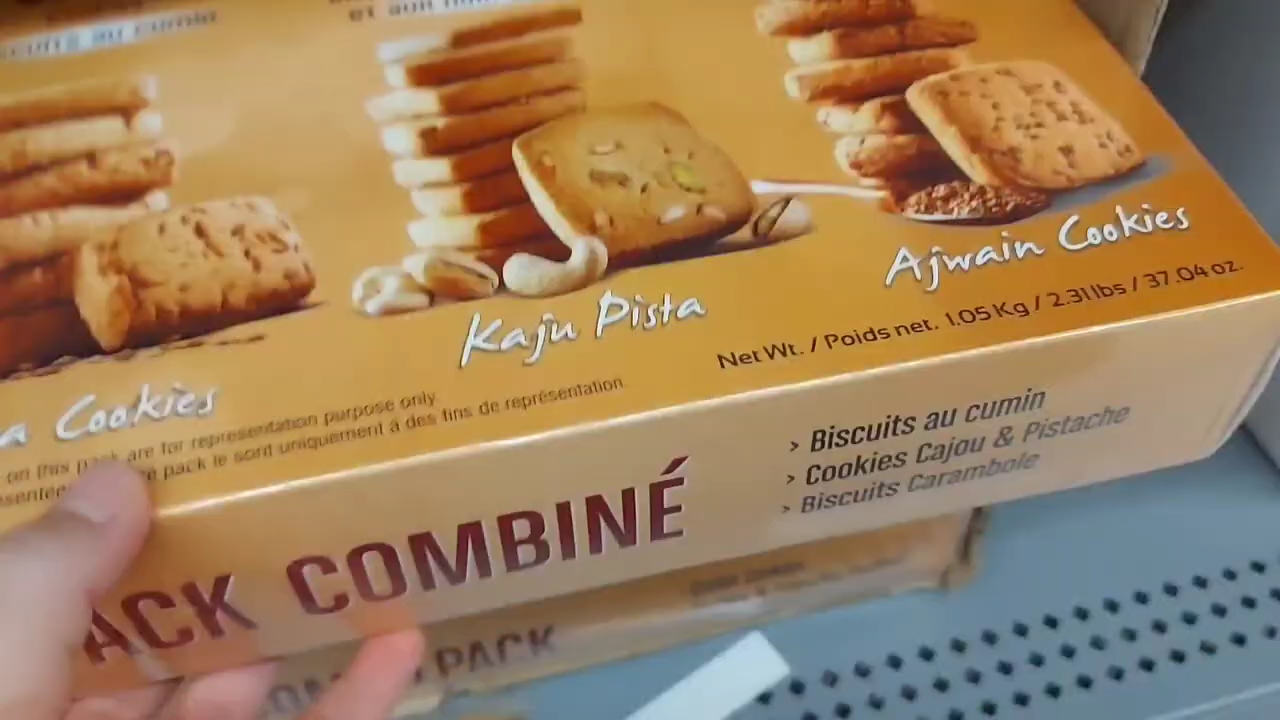 au cumin
et aux
Ajwain Cookies
Kaju Pista
a Cookies
Net Wt. / Poids net. 1.05 Kg / 2.31 lbs / 37.04 oz.
on this pack are for representation purpose only
pack le sont uniquement à des fins de représentation
ACK COMBINÉ
> Biscuits au cumin
> Cookies Cajou & Pistache
> Biscuits Carambole
PACK